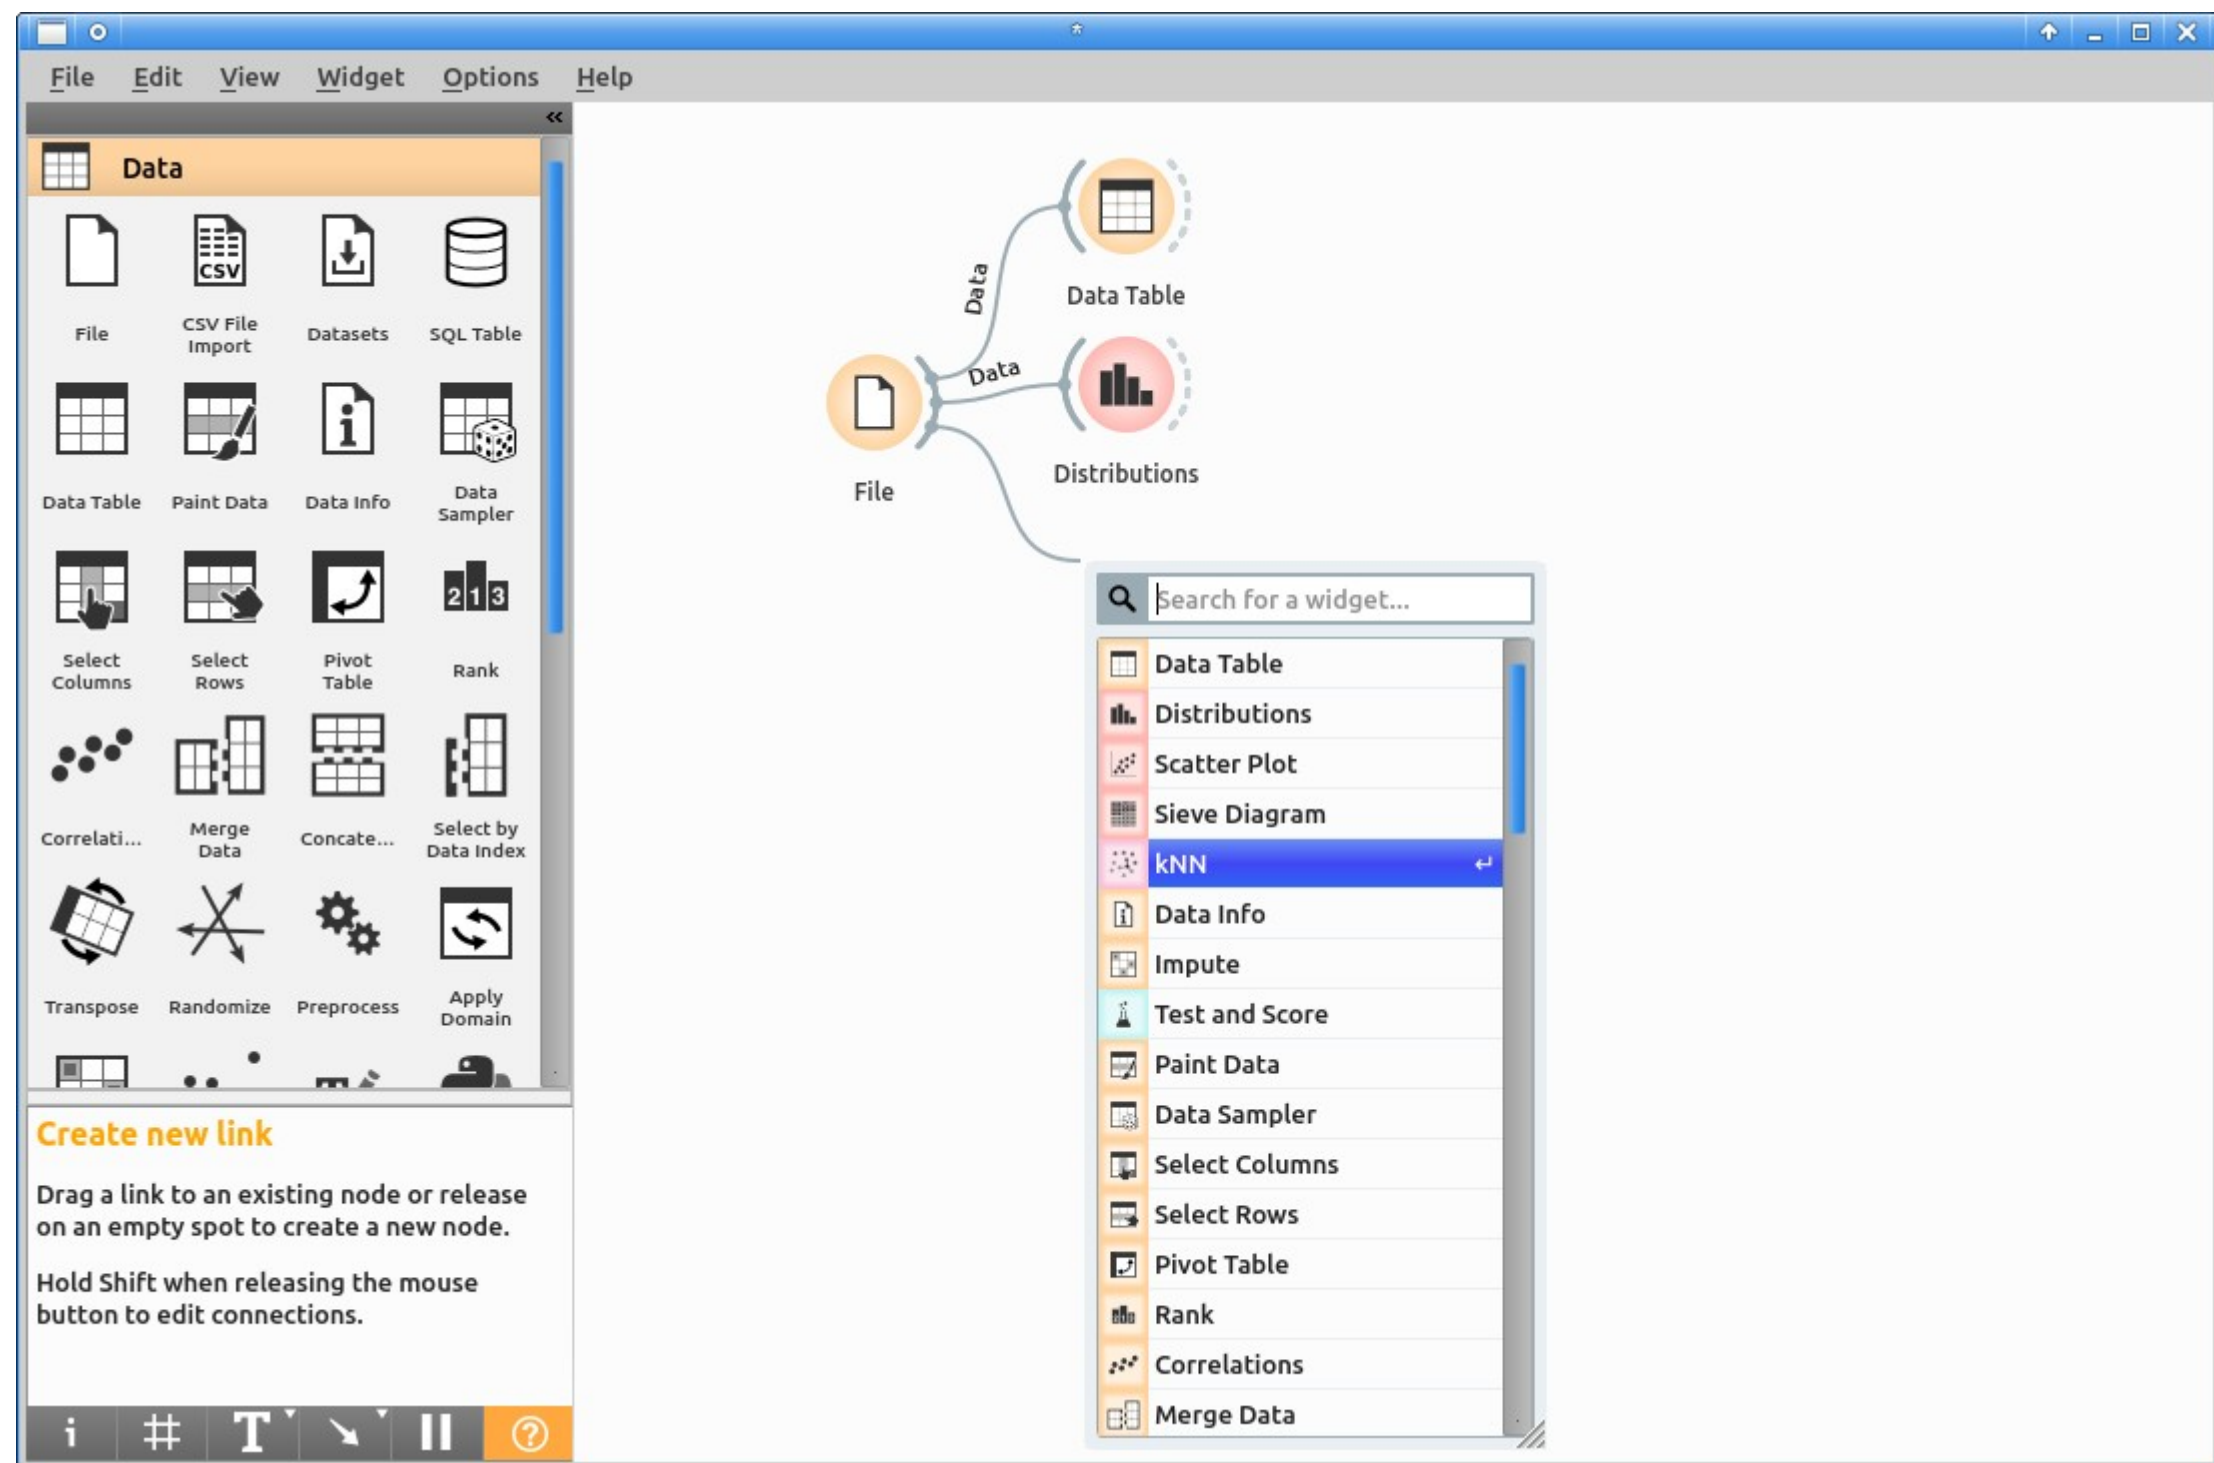 *
File Edit View Widget Options Help
«
Data
CSV
File
CSV File
Import
Datasets
SQL Table
Data Table
Paint Data
Data Info
Data
Sampler
2 1 3
Select
Columns
Select
Rows
Pivot
Table
Rank
Correlati...
Merge
Data
Concate...
Select by
Data Index
Transpose
Randomize
Preprocess
Apply
Domain
Create new link
Drag a link to an existing node or release
on an empty spot to create a new node.
Hold Shift when releasing the mouse
button to edit connections.
Data
Data Table
Data
Distributions
File
Search for a widget...
Data Table
Distributions
Scatter Plot
Sieve Diagram
kNN
Data Info
Impute
Test and Score
Paint Data
Data Sampler
Select Columns
Select Rows
Pivot Table
Rank
Correlations
Merge Data